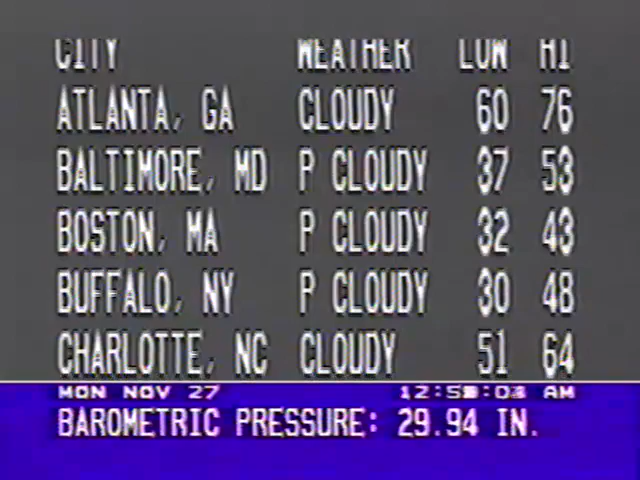 CITY WEATHER LOW HI
ATLANTA, GA CLOUDY 60 76
BALTIMORE, MD P CLOUDY 37 53
BOSTON, MA P CLOUDY 32 43
BUFFALO, NY P CLOUDY 30 48
CHARLOTTE, NC CLOUDY 51 64
MON NOV 27 AM
BAROMETRIC PRESSURE: 29.94 IN.